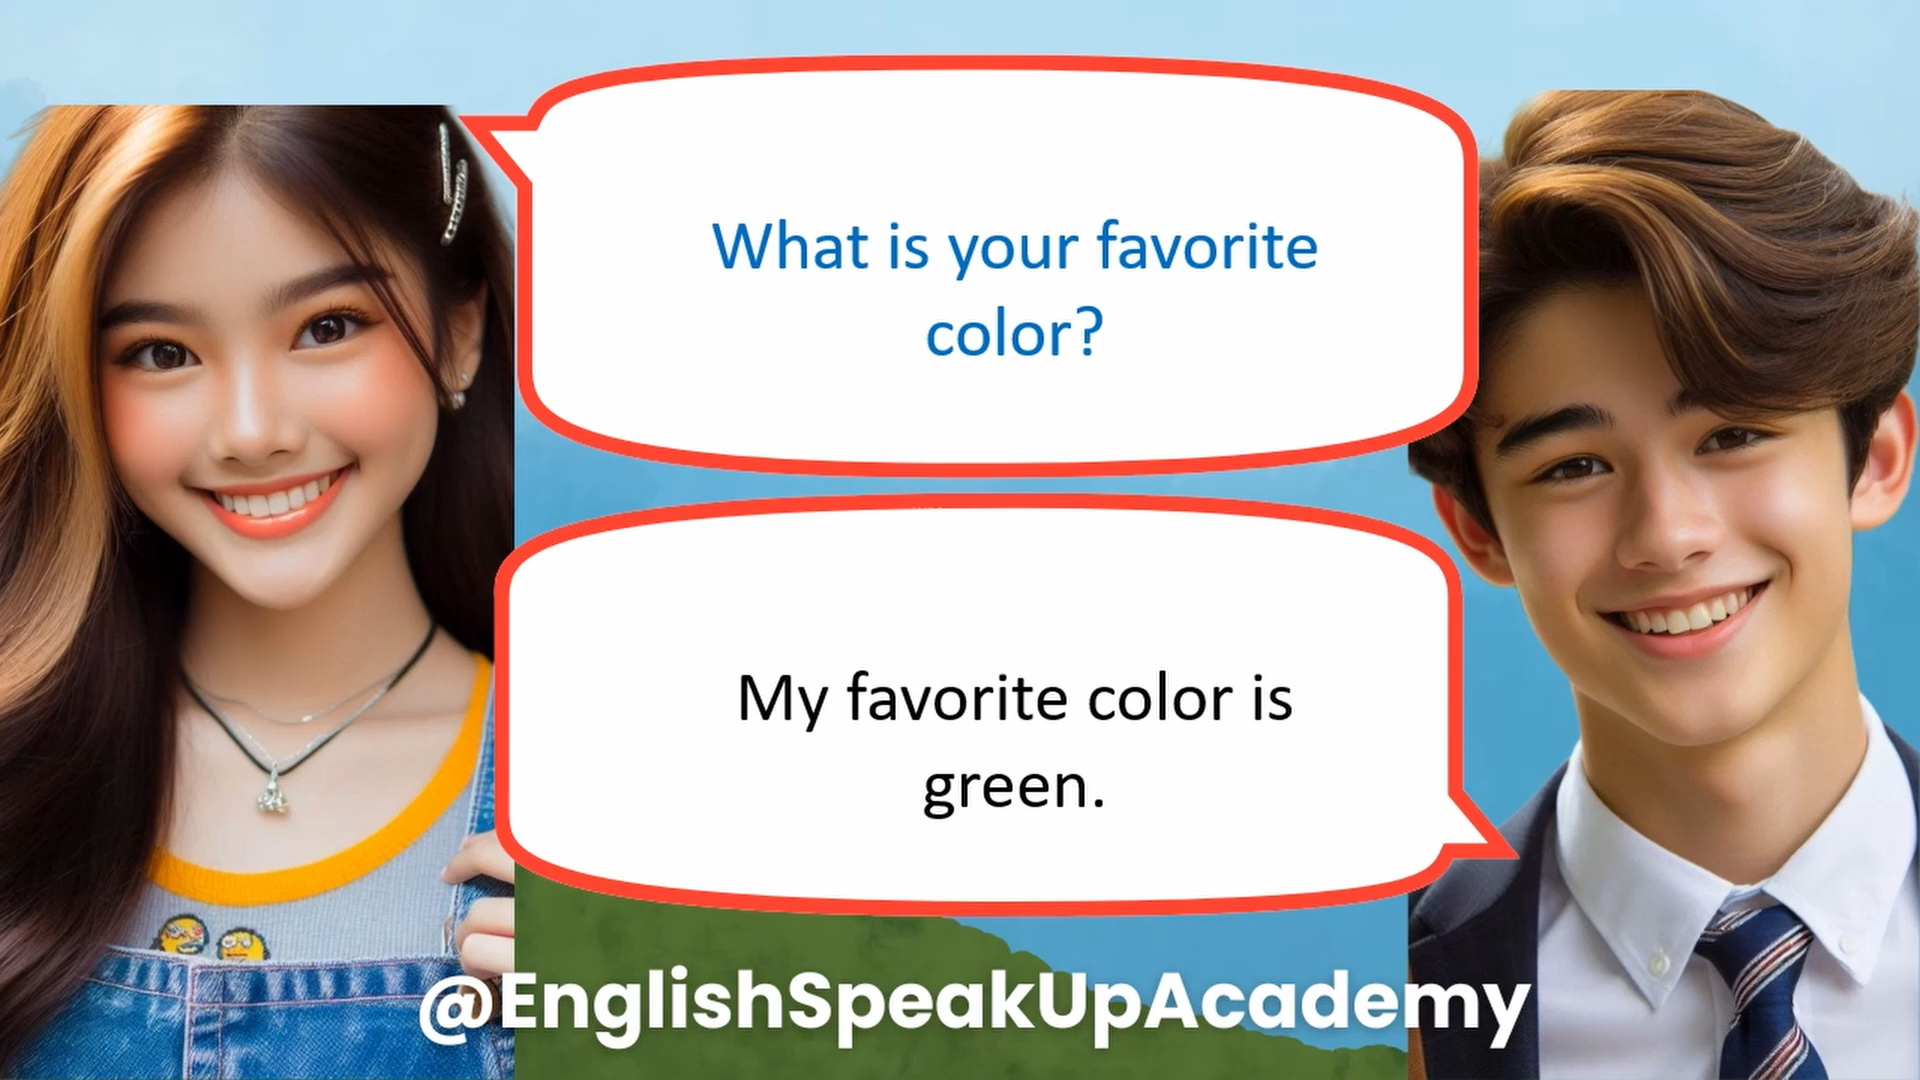 What is your favorite
color?
My favorite color is
green.
@EnglishSpeakUpAcademy